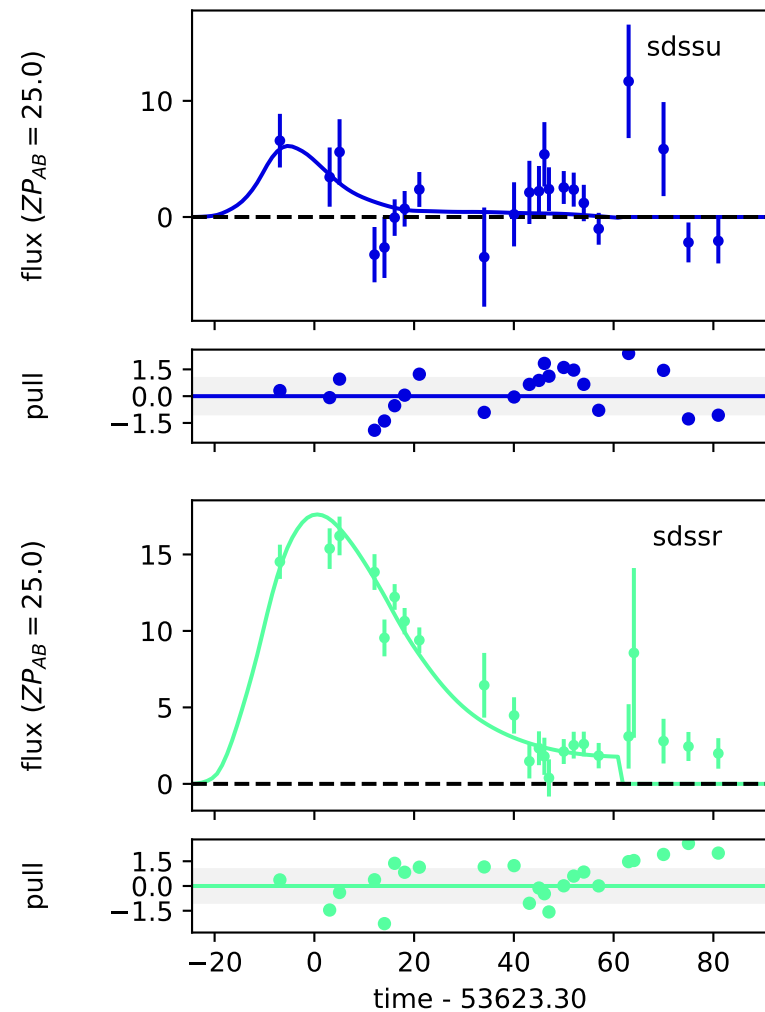 sdssu
flux (ZP_AB = 25.0)
10
0
pull
1.5
0.0
−1.5
sdssr
flux (ZP_AB = 25.0)
15
10
5
0
pull
1.5
0.0
−1.5
−20 0 20 40 60 80
time - 53623.30